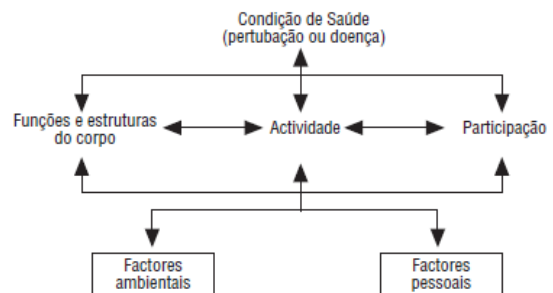 Condição de Saúde
(pertubação ou doença)
Funções e estruturas
do corpo
Actividade
Participação
Factores
ambientais
Factores
pessoais